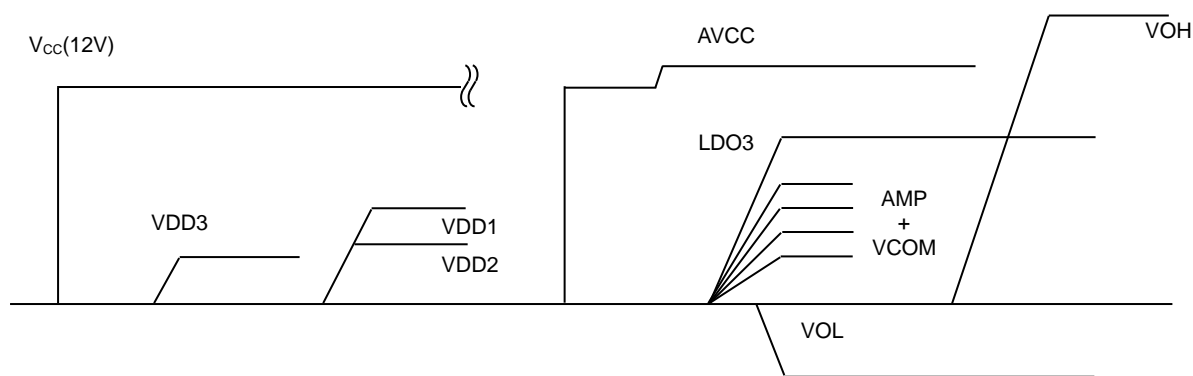 Vcc(12V)
AVCC
VOH
LDO3
VDD3
VDD1
VDD2
AMP
+
VCOM
VOL